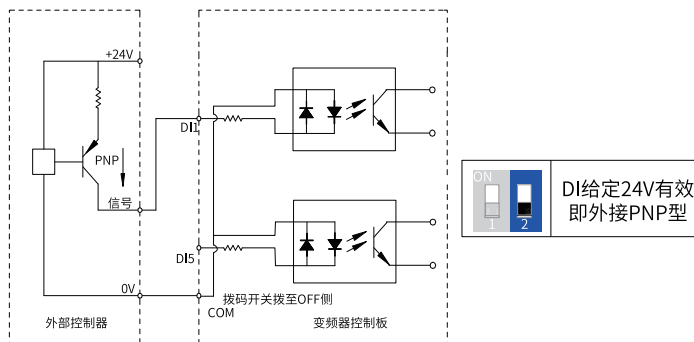 +24V
PNP
信号
0V
外部控制器
DI1
DI5
COM
拨码开关拨至OFF侧
变频器控制板
ON
1
2
DI给定24V有效
即外接PNP型